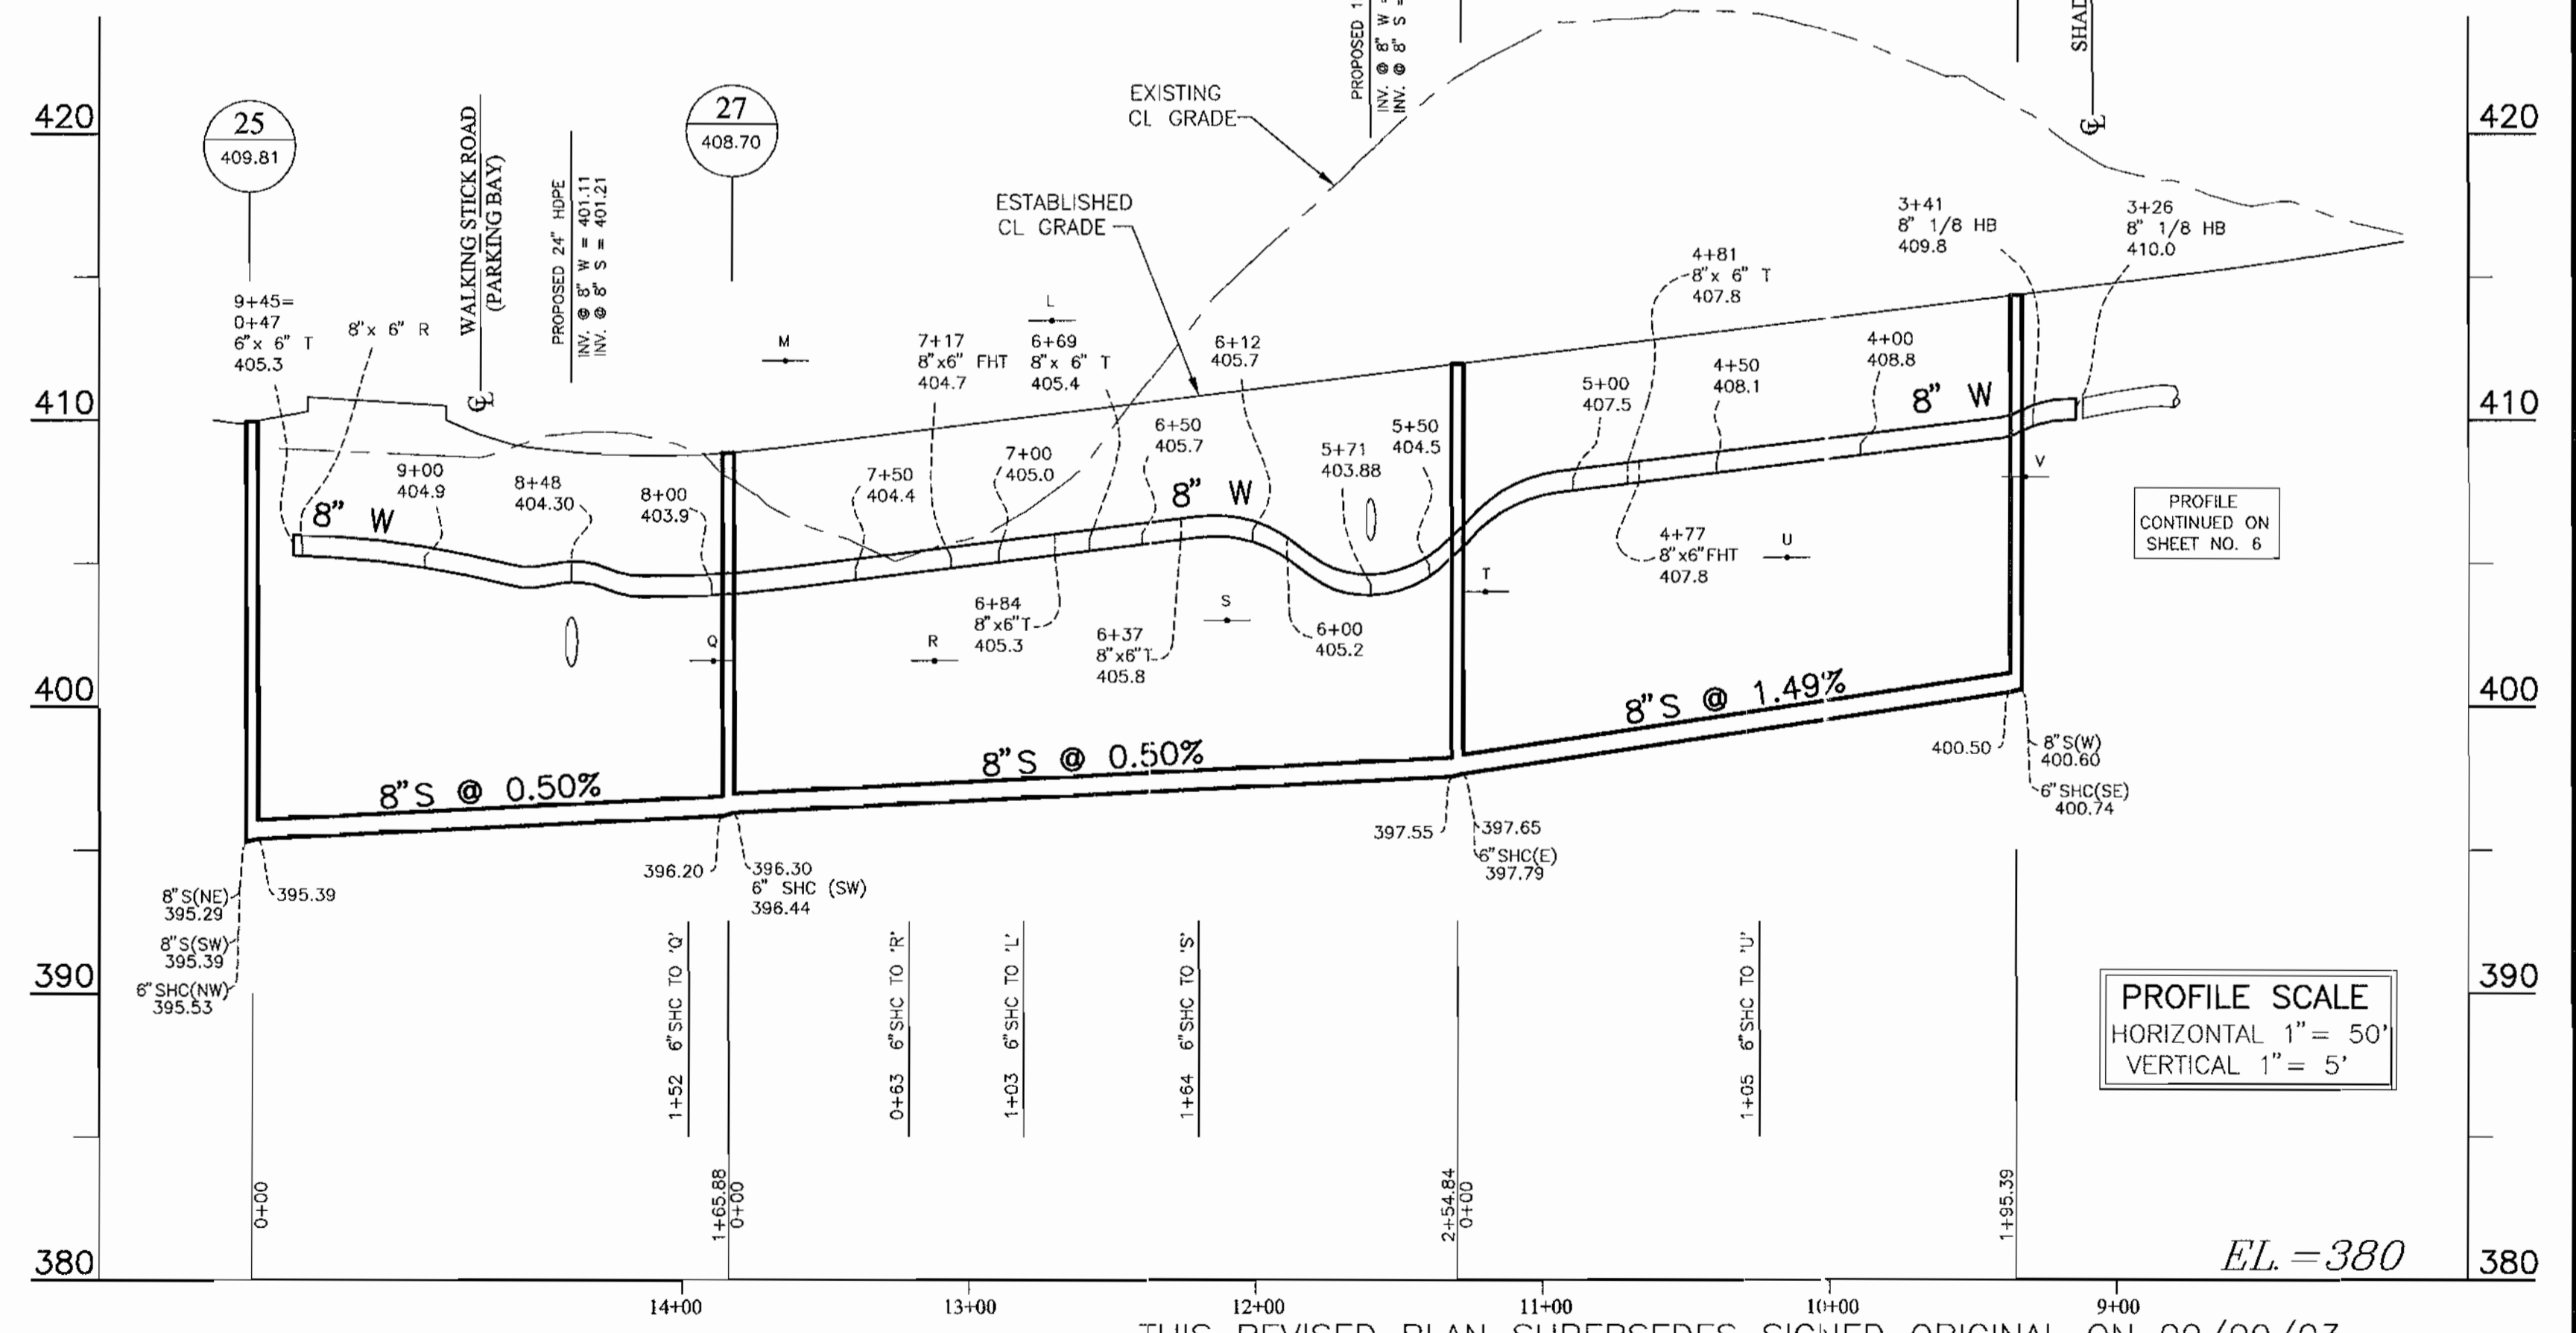 420
25
409.81
WALKING STICK ROAD
(PARKING BAY)
PROPOSED 24" HDPE
INV. @ 8" W = 401.11
INV. @ 8" S = 401.21
27
408.70
EXISTING
CL GRADE
PROPOSED 1
INV. @ 8" W =
INV. @ 8" S =
420
ESTABLISHED
CL GRADE
9+45=
0+47
6"x 6" T
405.3
8"x 6" R
M
L
7+17
8"x6" FHT
404.7
6+69
8"x 6" T
405.4
6+12
405.7
4+81
8"x 6" T
407.8
3+41
8" 1/8 HB
409.8
3+26
8" 1/8 HB
410.0
410
410
9+00
404.9
8+48
404.30
8+00
403.9
7+50
404.4
7+00
405.0
6+50
405.7
5+71
403.88
5+50
404.5
5+00
407.5
4+50
408.1
4+00
408.8
8" W
8" W
8" W
V
PROFILE
CONTINUED ON
SHEET NO. 6
4+77
8"x6"FHT
407.8
U
T
S
R
Q
6+84
8"x6"T
405.3
6+37
8"x6"T
405.8
6+00
405.2
400
400
8"S @ 0.50%
8"S @ 0.50%
8"S @ 1.49%
400.50
8"S(W)
400.60
6"SHC(SE)
400.74
397.55
397.65
6"SHC(E)
397.79
396.20
396.30
6" SHC (SW)
396.44
395.39
8"S(NE)
395.29
8"S(SW)
395.39
6"SHC(NW)
395.53
390
390
1+52 6"SHC TO 'Q'
0+63 6"SHC TO 'R'
1+03 6"SHC TO 'L'
1+64 6"SHC TO 'S'
1+05 6"SHC TO 'U'
PROFILE SCALE
HORIZONTAL 1"= 50'
VERTICAL 1"= 5'
0+00
1+65.88
0+00
2+54.84
0+00
1+95.39
EL. =380
380
380
14+00
13+00
12+00
11+00
10+00
9+00
THIS REVISED PLAN SUPERSEDES SIGNED ORIGINAL ON